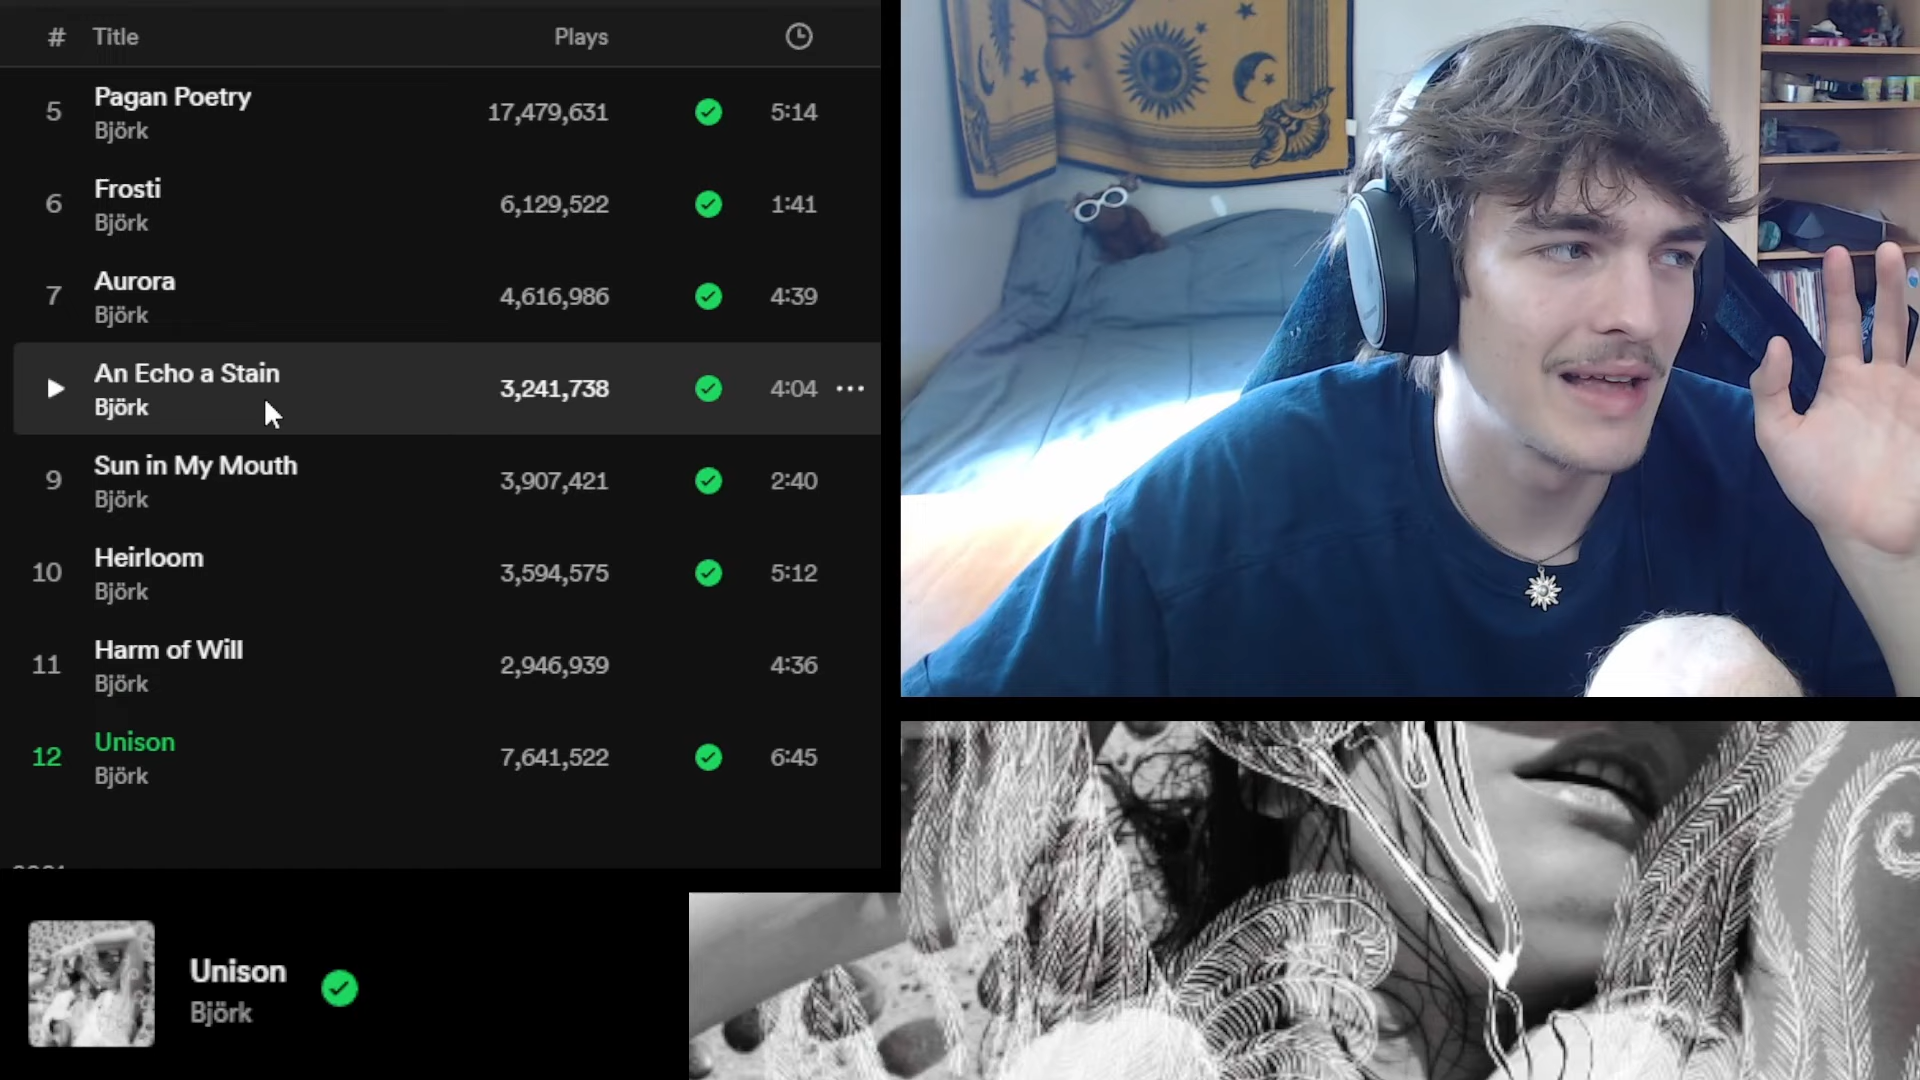 # Title Plays
5 Pagan Poetry 17,479,631 5:14
Björk
6 Frosti 6,129,522 1:41
Björk
7 Aurora 4,616,986 4:39
Björk
An Echo a Stain 3,241,738 4:04
Björk
9 Sun in My Mouth 3,907,421 2:40
Björk
10 Heirloom 3,594,575 5:12
Björk
11 Harm of Will 2,946,939 4:36
Björk
12 Unison 7,641,522 6:45
Björk
Unison
Björk